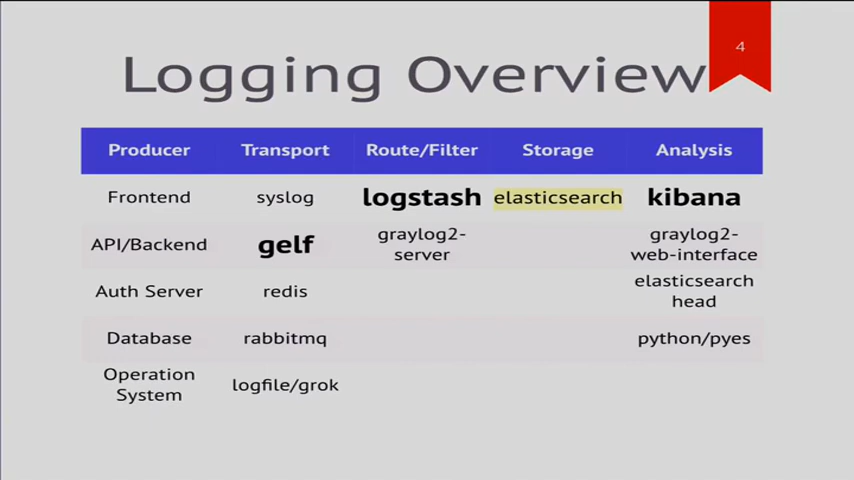 4
Logging Overview
Producer Transport Route/Filter Storage Analysis
Frontend syslog logstash elasticsearch kibana
API/Backend gelf graylog2-
server graylog2-
web-interface
Auth Server redis elasticsearch
head
Database rabbitmq python/pyes
Operation
System logfile/grok